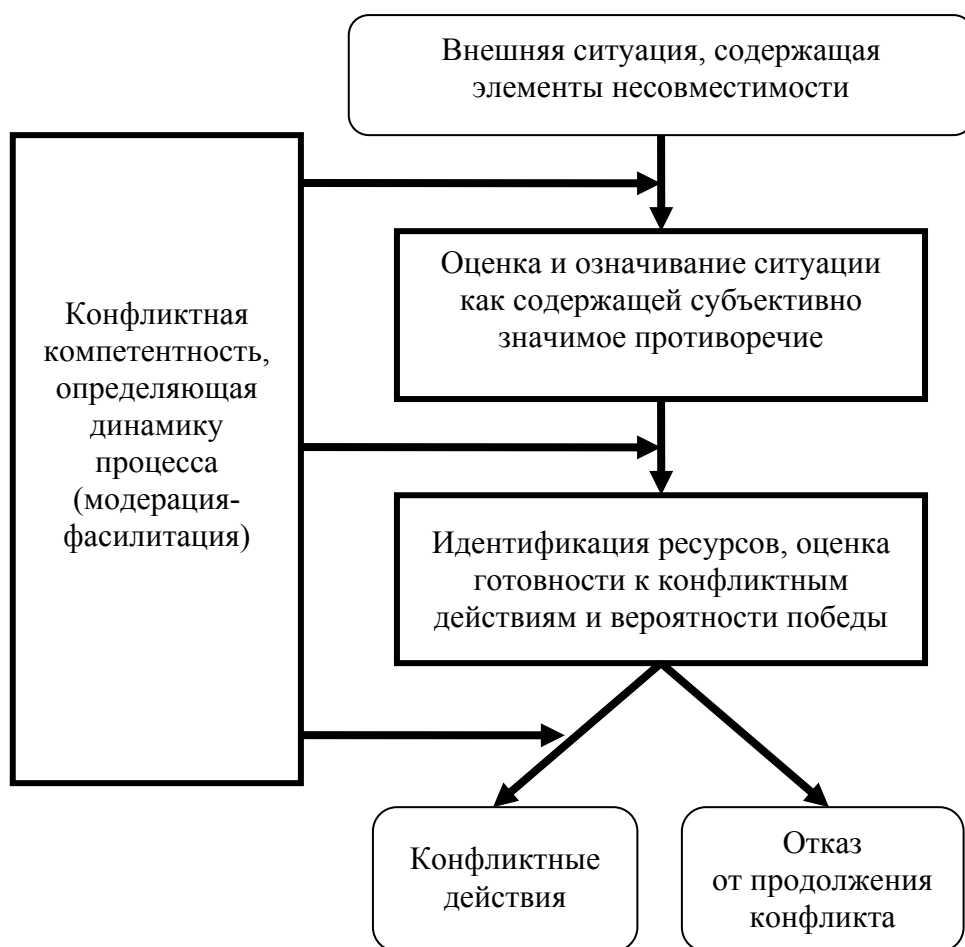 Внешняя ситуация, содержащая
элементы несовместимости
Оценка и означивание ситуации
как содержащей субъективно
значимое противоречие
Конфликтная
компетентность,
определяющая
динамику
процесса
(модерация-
фасилитация)
Идентификация ресурсов, оценка
готовности к конфликтным
действиям и вероятности победы
Конфликтные
действия
Отказ
от продолжения
конфликта